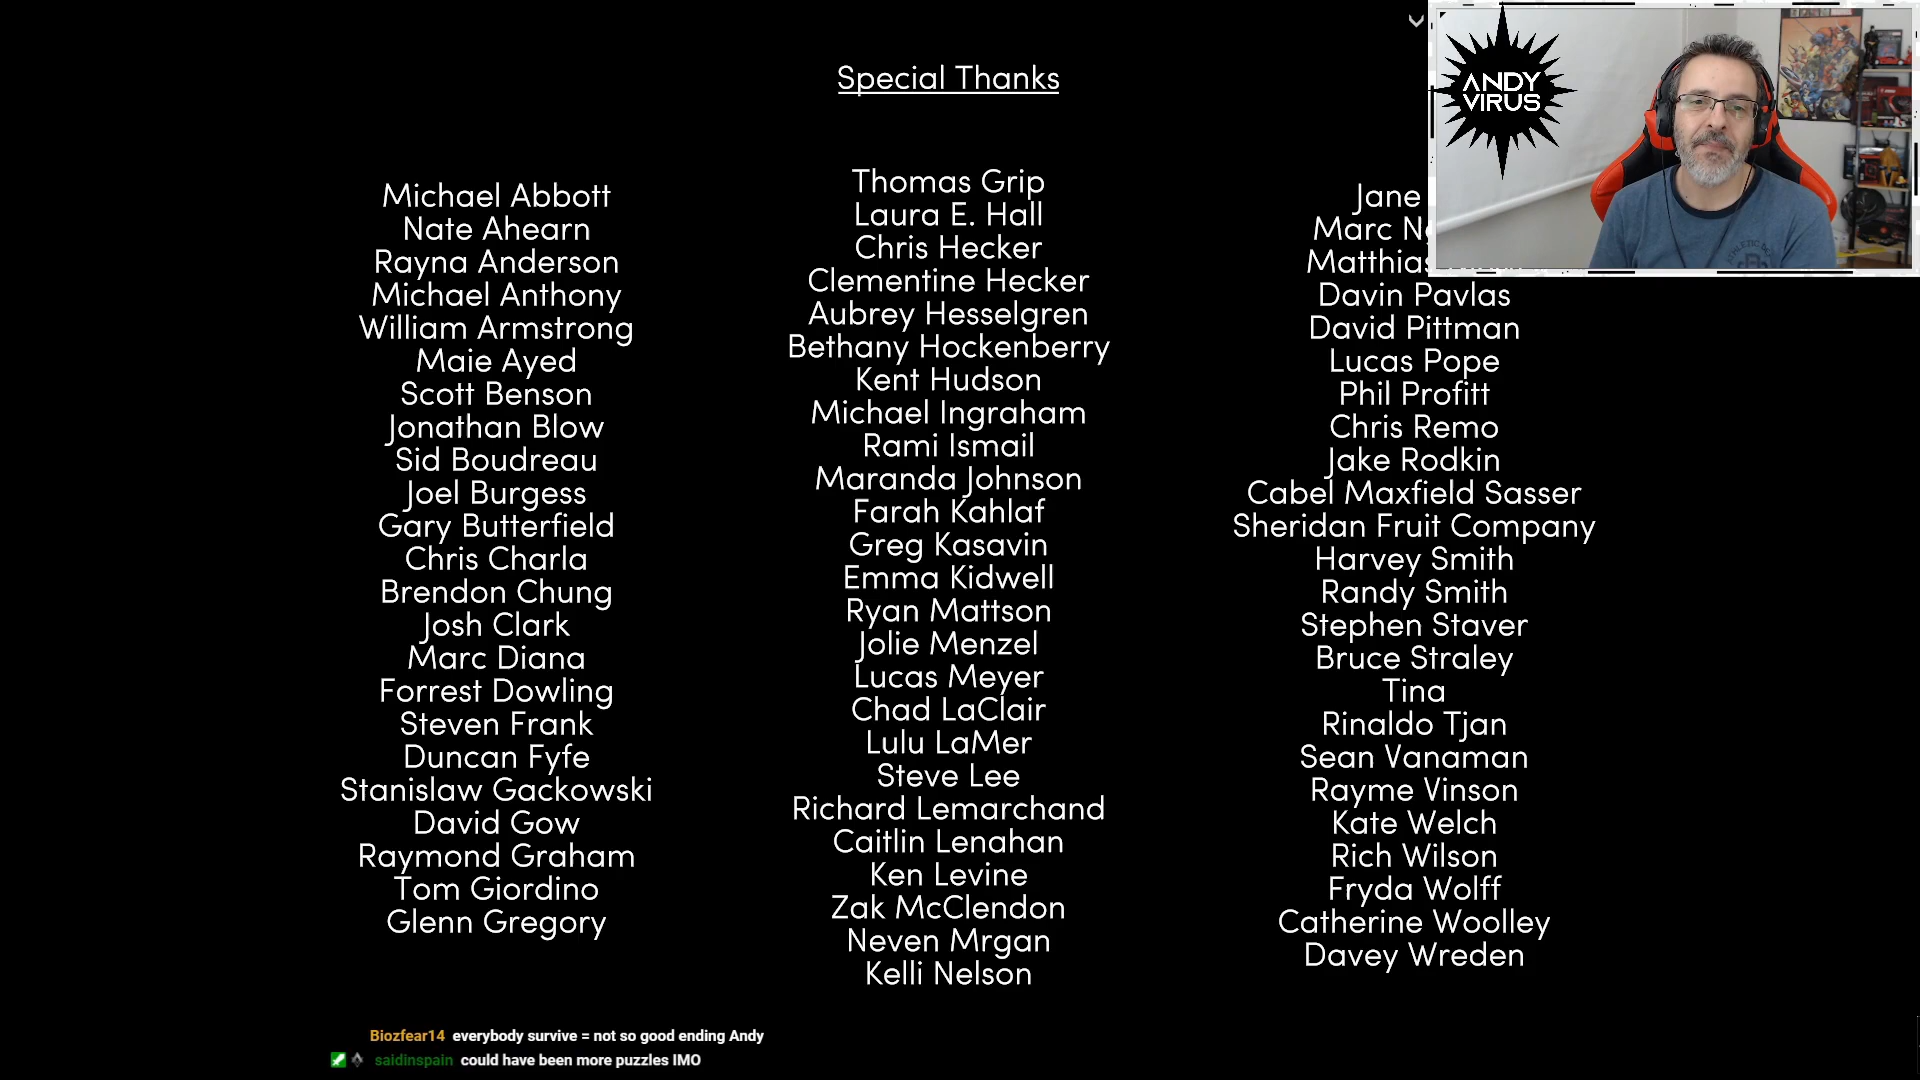 Special Thanks
Michael Abbott
Nate Ahearn
Rayna Anderson
Michael Anthony
William Armstrong
Maie Ayed
Scott Benson
Jonathan Blow
Sid Boudreau
Joel Burgess
Gary Butterfield
Chris Charla
Brendon Chung
Josh Clark
Marc Diana
Forrest Dowling
Steven Frank
Duncan Fyfe
Stanislaw Gackowski
David Gow
Raymond Graham
Tom Giordino
Glenn Gregory
Thomas Grip
Laura E. Hall
Chris Hecker
Clementine Hecker
Aubrey Hesselgren
Bethany Hockenberry
Kent Hudson
Michael Ingraham
Rami Ismail
Maranda Johnson
Farah Kahlaf
Greg Kasavin
Emma Kidwell
Ryan Mattson
Jolie Menzel
Lucas Meyer
Chad LaClair
Lulu LaMer
Steve Lee
Richard Lemarchand
Caitlin Lenahan
Ken Levine
Zak McClendon
Neven Mrgan
Kelli Nelson
Jane
Marc
Matthias
Davin Pavlas
David Pittman
Lucas Pope
Phil Profitt
Chris Remo
Jake Rodkin
Cabel Maxfield Sasser
Sheridan Fruit Company
Harvey Smith
Randy Smith
Stephen Staver
Bruce Straley
Tina
Rinaldo Tjan
Sean Vanaman
Rayme Vinson
Kate Welch
Rich Wilson
Fryda Wolff
Catherine Woolley
Davey Wreden
ANDY
VIRUS
Biozfear14 everybody survive = not so good ending Andy
saidinspain could have been more puzzles IMO